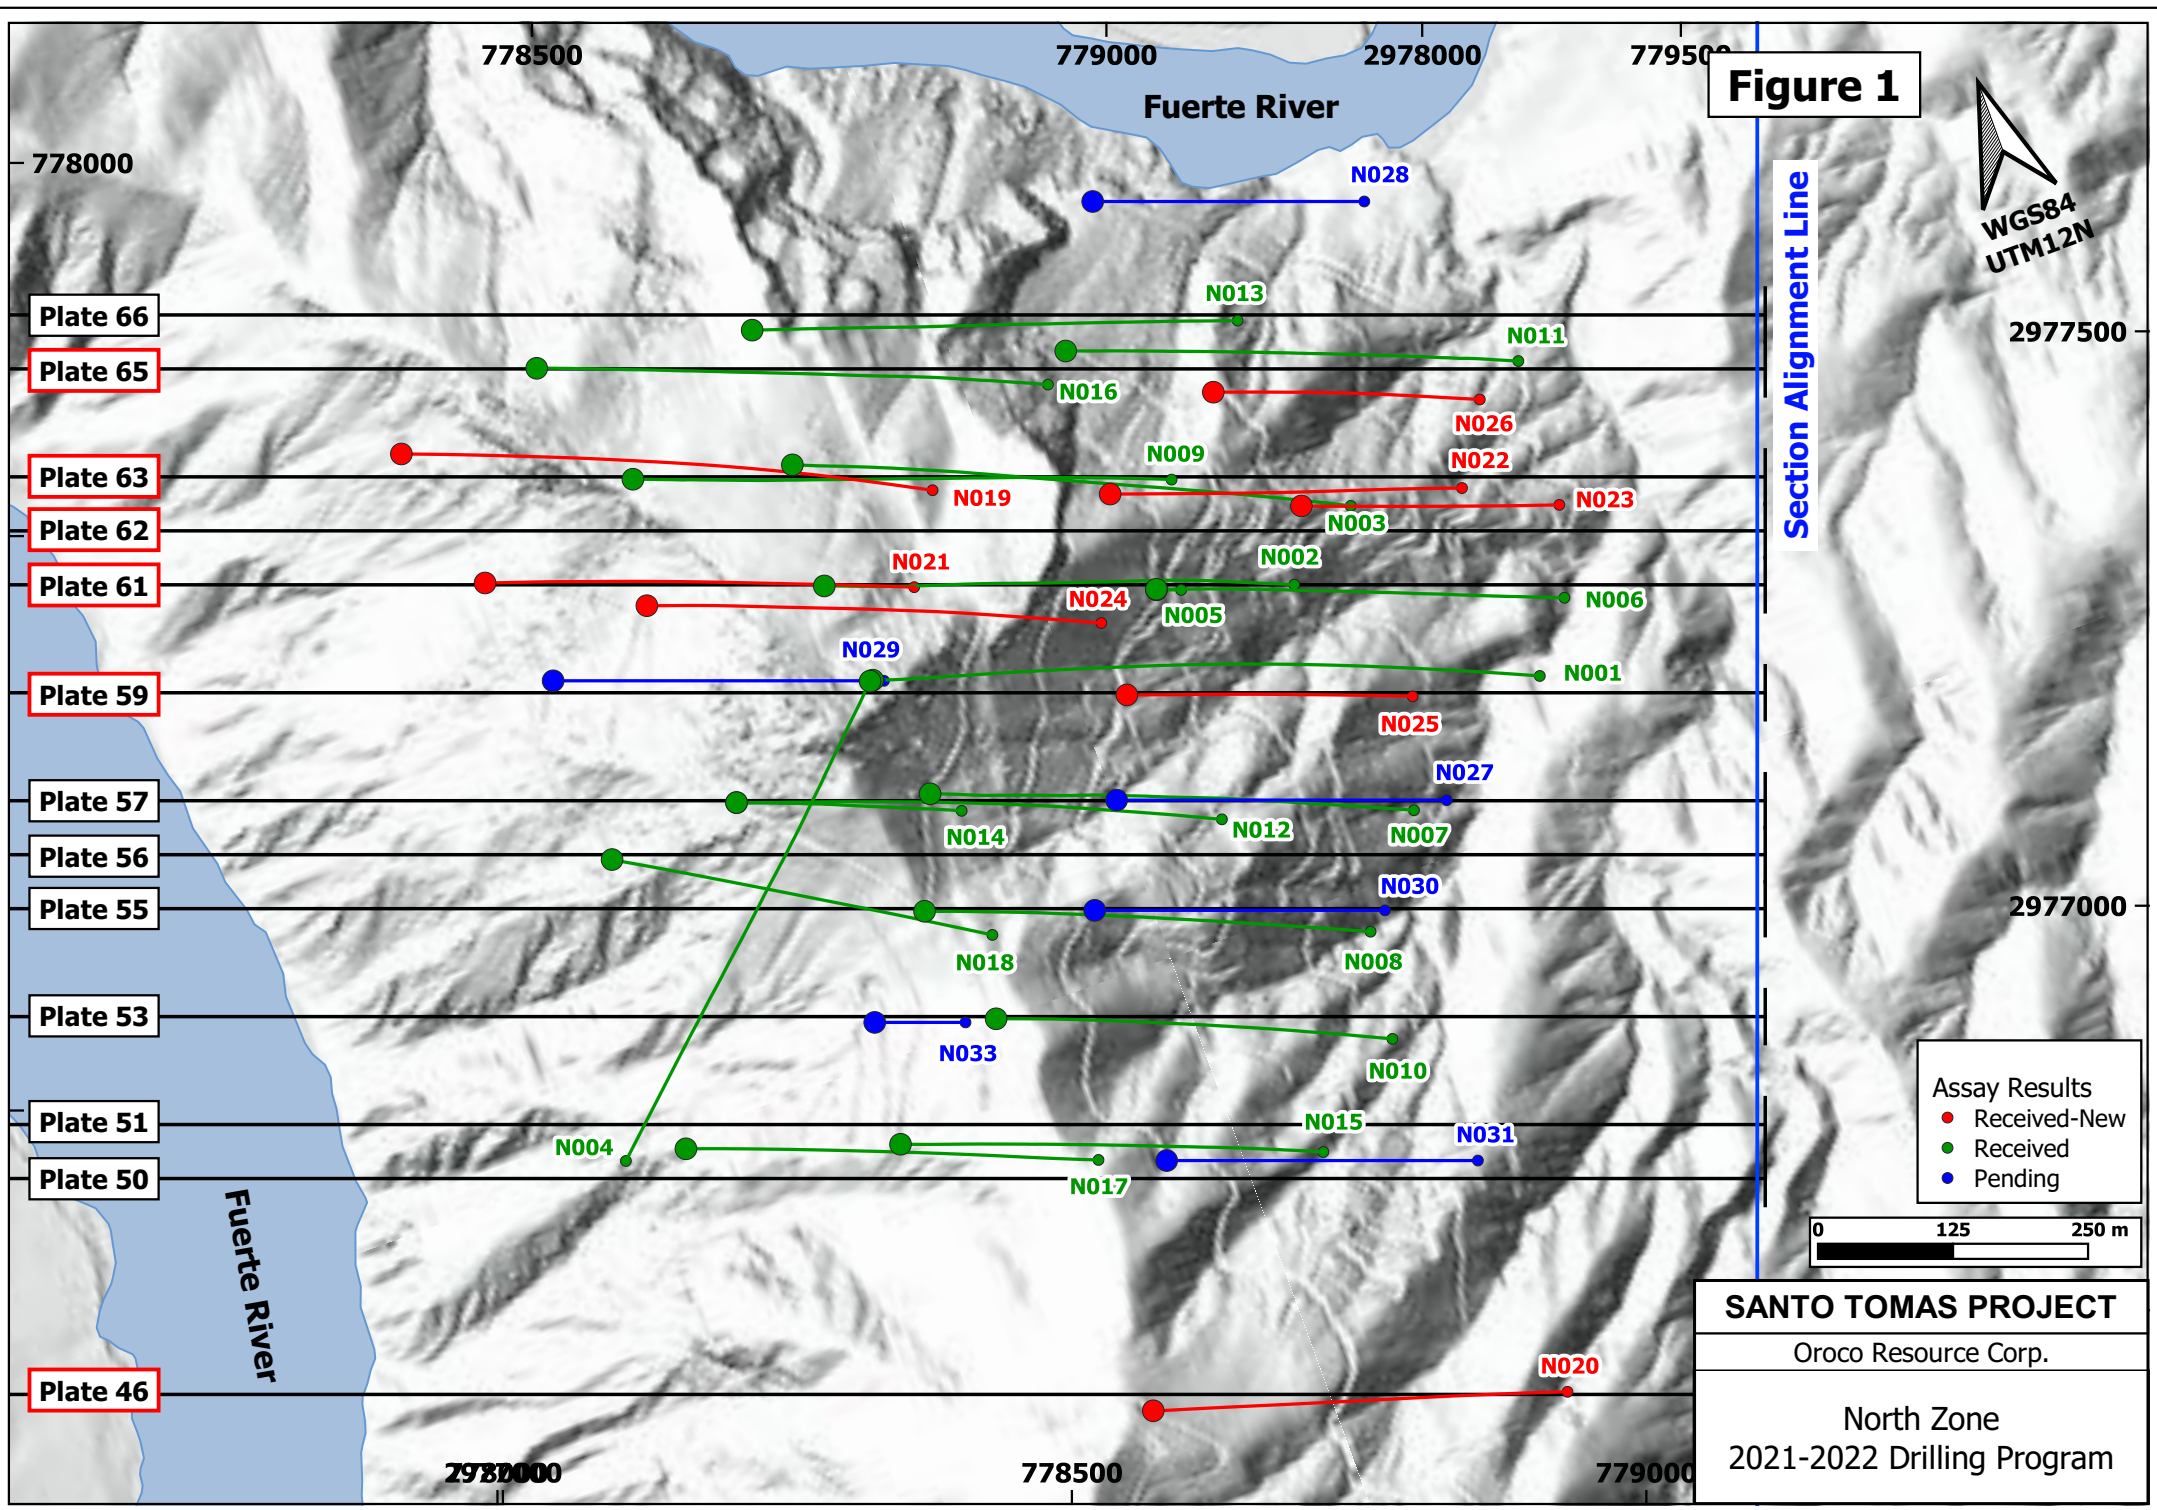 778500
779000
2978000
77950
Figure 1
Fuerte River
778000
N028
WGS84
UTM12N
Section Alignment Line
N013
Plate 66
N011
2977500
Plate 65
N016
N026
N009
N022
Plate 63
N019
N023
N003
Plate 62
N002
N021
Plate 61
N024
N006
N005
N029
N001
Plate 59
N025
N027
Plate 57
N014
N012
N007
Plate 56
N030
Plate 55
2977000
N018
N008
Plate 53
N033
N010
Assay Results
Received-New
Received
Pending
Plate 51
N015
N031
N004
Plate 50
N017
Fuerte River
0 125 250 m
SANTO TOMAS PROJECT
Oroco Resource Corp.
North Zone
2021-2022 Drilling Program
N020
Plate 46
778500
779000